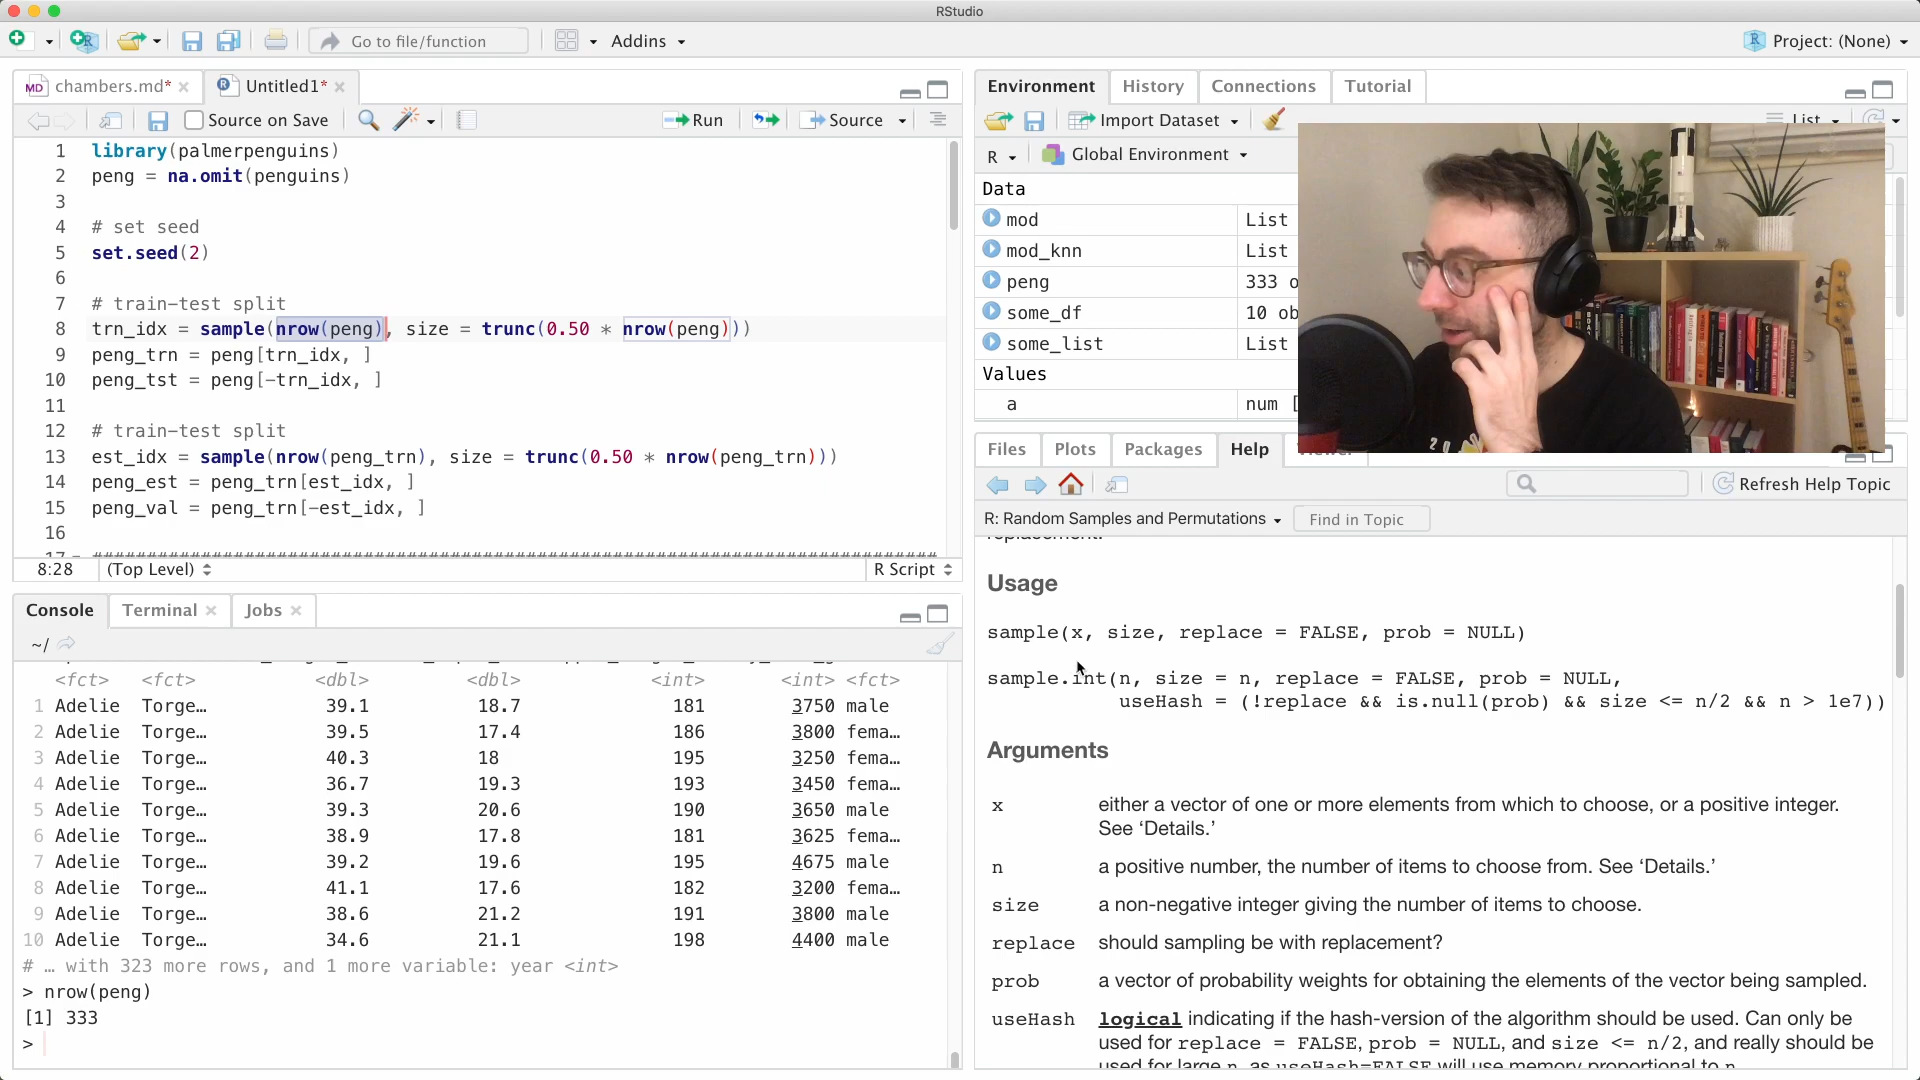 RStudio
Go to file/function
Addins
Project: (None)
MD chambers.md*
Untitled1*
Source on Save
Run
Source
1 library(palmerpenguins)
2 peng = na.omit(penguins)
3
4 # set seed
5 set.seed(2)
6
7 # train-test split
8 trn_idx = sample(nrow(peng), size = trunc(0.50 * nrow(peng)))
9 peng_trn = peng[trn_idx, ]
10 peng_tst = peng[-trn_idx, ]
11
12 # train-test split
13 est_idx = sample(nrow(peng_trn), size = trunc(0.50 * nrow(peng_trn)))
14 peng_est = peng_trn[est_idx, ]
15 peng_val = peng_trn[-est_idx, ]
16
8:28 (Top Level) R Script
Console Terminal Jobs
~/
<fct> <fct> <dbl> <dbl> <int> <int> <fct>
1 Adelie Torge… 39.1 18.7 181 3750 male
2 Adelie Torge… 39.5 17.4 186 3800 fema…
3 Adelie Torge… 40.3 18 195 3250 fema…
4 Adelie Torge… 36.7 19.3 193 3450 fema…
5 Adelie Torge… 39.3 20.6 190 3650 male
6 Adelie Torge… 38.9 17.8 181 3625 fema…
7 Adelie Torge… 39.2 19.6 195 4675 male
8 Adelie Torge… 41.1 17.6 182 3200 fema…
9 Adelie Torge… 38.6 21.2 191 3800 male
10 Adelie Torge… 34.6 21.1 198 4400 male
# … with 323 more rows, and 1 more variable: year <int>
> nrow(peng)
[1] 333
>
Environment History Connections Tutorial
Import Dataset
List
R Global Environment
Data
mod List
mod_knn List
peng 333 o
some_df 10 ob
some_list List
Values
a num [
Files Plots Packages Help Viewer
Refresh Help Topic
R: Random Samples and Permutations Find in Topic
replacement.
Usage
sample(x, size, replace = FALSE, prob = NULL)
sample.int(n, size = n, replace = FALSE, prob = NULL,
useHash = (!replace && is.null(prob) && size <= n/2 && n > 1e7))
Arguments
x either a vector of one or more elements from which to choose, or a positive integer.
See ‘Details.’
n a positive number, the number of items to choose from. See ‘Details.’
size a non-negative integer giving the number of items to choose.
replace should sampling be with replacement?
prob a vector of probability weights for obtaining the elements of the vector being sampled.
useHash logical indicating if the hash-version of the algorithm should be used. Can only be
used for replace = FALSE, prob = NULL, and size <= n/2, and really should be
used for large n, as useHash=FALSE will use memory proportional to n.